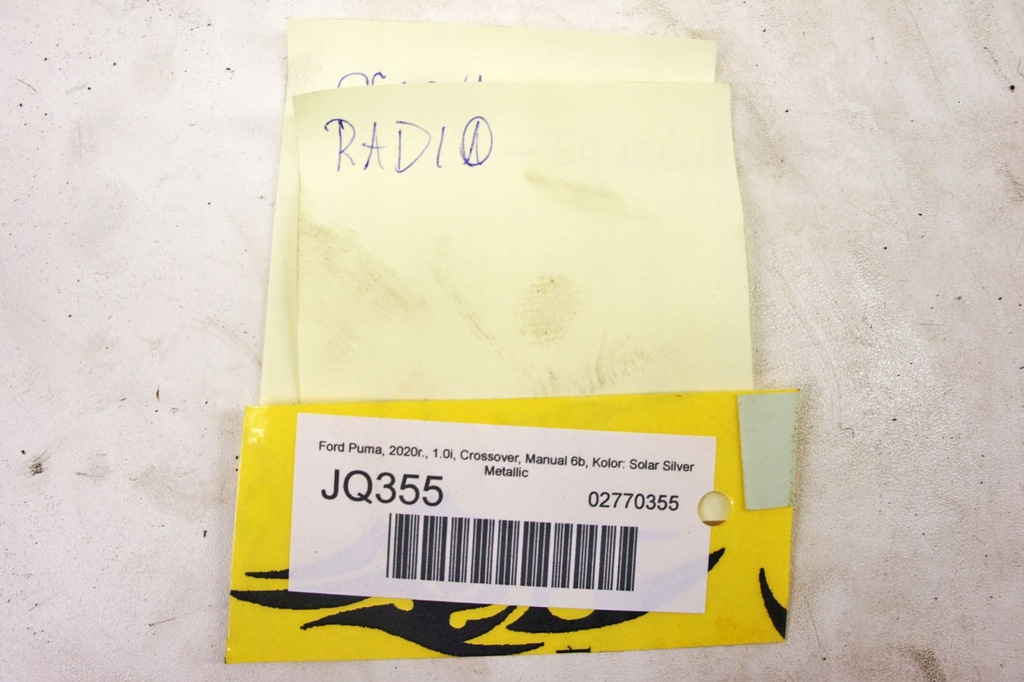 RADIO
Ford Puma, 2020r., 1.0i, Crossover, Manual 6b, Kolor: Solar Silver
Metallic
JQ355 02770355